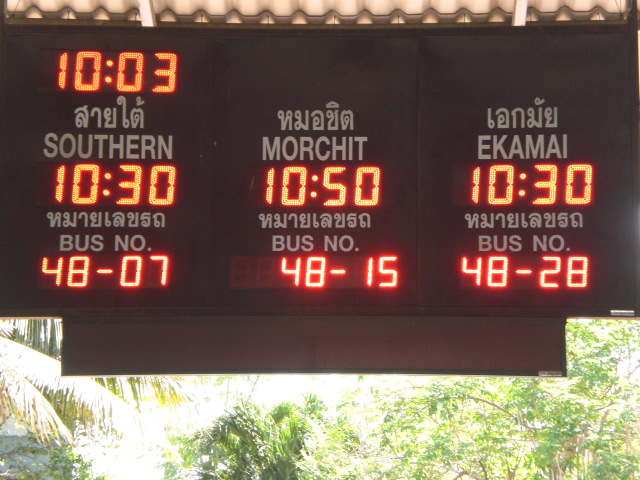 10:03
สายใต้
SOUTHERN
10:30
หมายเลขรถ
BUS NO.
48-07
หมอชิต
MORCHIT
10:50
หมายเลขรถ
BUS NO.
48-15
เอกมัย
EKAMAI
10:30
หมายเลขรถ
BUS NO.
48-28